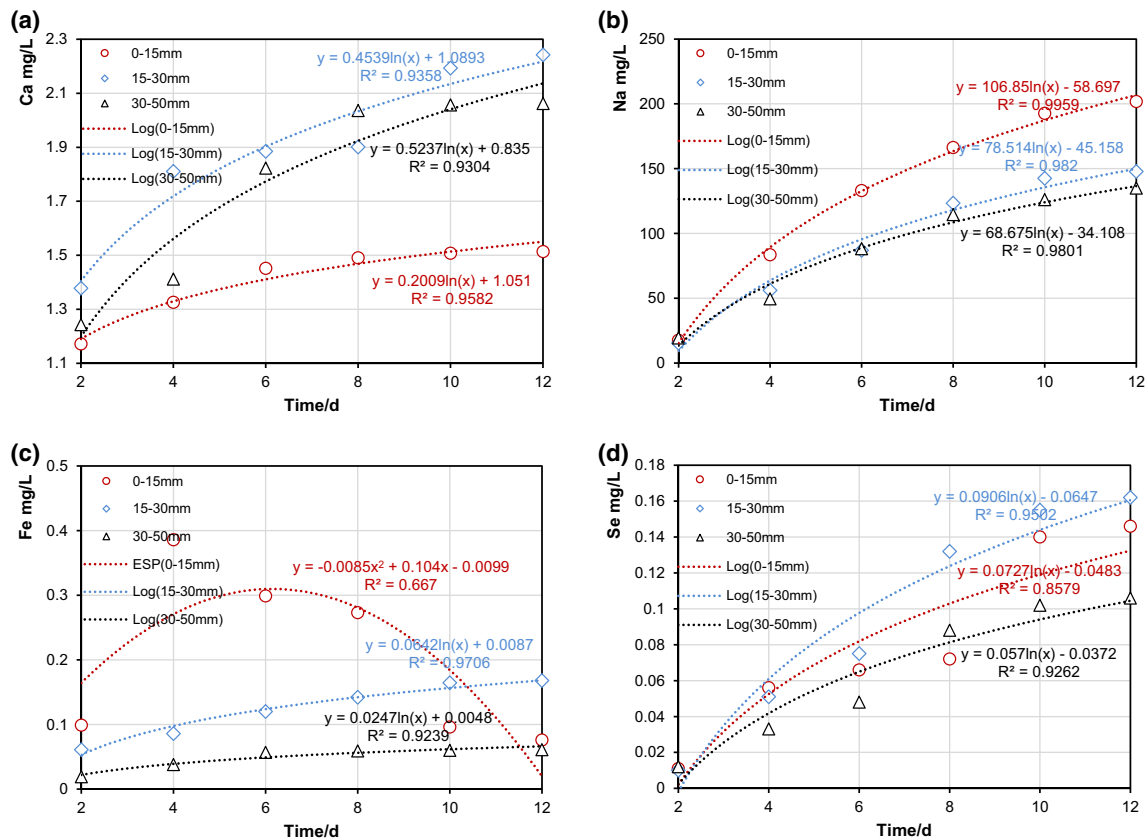 (a)
Ca mg/L
2.3
2.1
1.9
1.7
1.5
1.3
1.1
2
4
6
8
10
12
Time/d
0-15mm
15-30mm
30-50mm
Log(0-15mm)
Log(15-30mm)
Log(30-50mm)
y = 0.4539ln(x) + 1.0893
R² = 0.9358
y = 0.5237ln(x) + 0.835
R² = 0.9304
y = 0.2009ln(x) + 1.051
R² = 0.9582
(b)
Na mg/L
250
200
150
100
50
0
2
4
6
8
10
12
Time/d
0-15mm
15-30mm
30-50mm
Log(0-15mm)
Log(15-30mm)
Log(30-50mm)
y = 106.85ln(x) - 58.697
R² = 0.9959
y = 78.514ln(x) - 45.158
R² = 0.982
y = 68.675ln(x) - 34.108
R² = 0.9801
(c)
Fe mg/L
0.5
0.4
0.3
0.2
0.1
0
2
4
6
8
10
12
Time/d
0-15mm
15-30mm
30-50mm
ESP(0-15mm)
Log(15-30mm)
Log(30-50mm)
y = -0.0085x² + 0.104x - 0.0099
R² = 0.667
y = 0.0642ln(x) + 0.0087
R² = 0.9706
y = 0.0247ln(x) + 0.0048
R² = 0.9239
(d)
Se mg/L
0.18
0.16
0.14
0.12
0.1
0.08
0.06
0.04
0.02
0
2
4
6
8
10
12
Time/d
0-15mm
15-30mm
30-50mm
Log(0-15mm)
Log(15-30mm)
Log(30-50mm)
y = 0.0906ln(x) - 0.0647
R² = 0.9502
y = 0.0727ln(x) - 0.0483
R² = 0.8579
y = 0.057ln(x) - 0.0372
R² = 0.9262